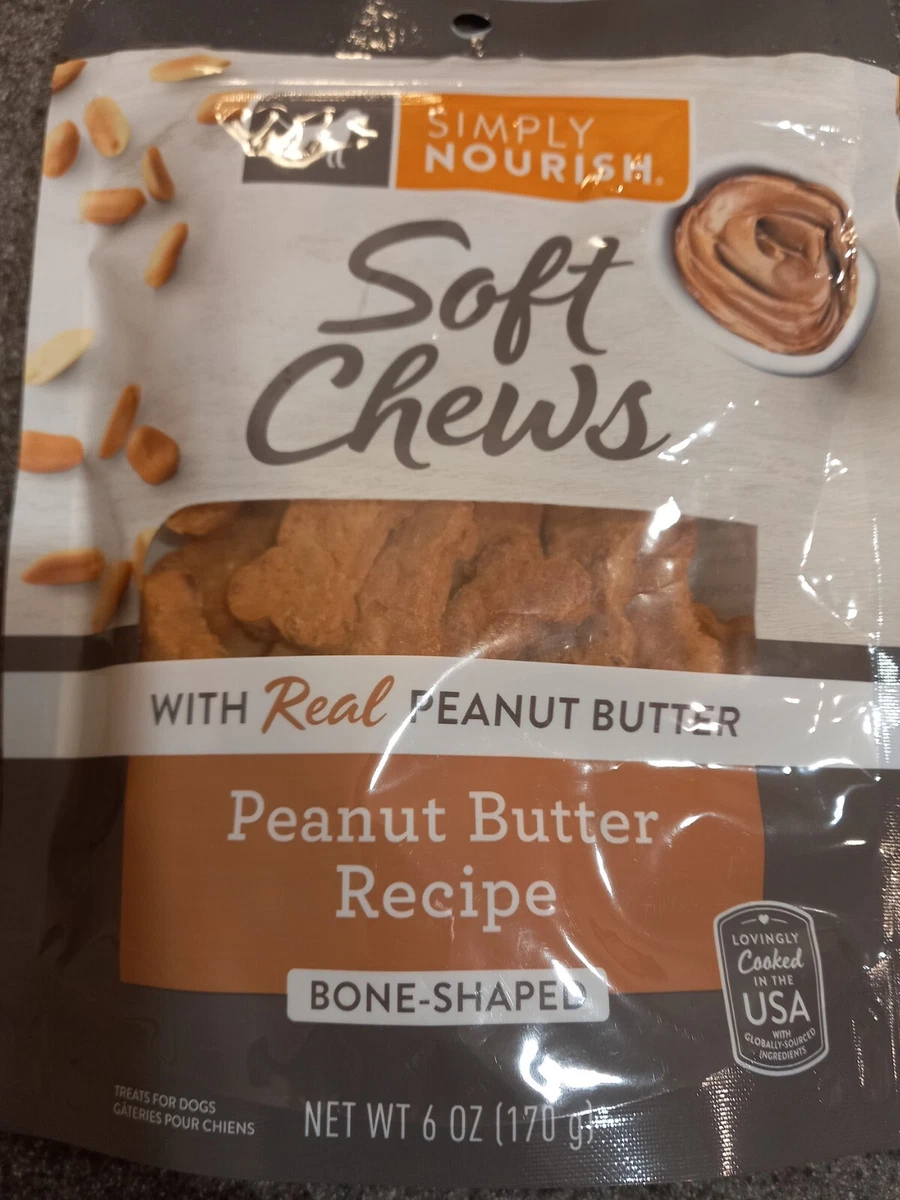 SIMPLY
NOURISH®
Soft
Chews
WITH Real PEANUT BUTTER
Peanut Butter
Recipe
BONE-SHAPED
LOVINGLY
Cooked
IN THE
USA
WITH
GLOBALLY-SOURCED
INGREDIENTS
TREATS FOR DOGS
GÂTERIES POUR CHIENS
NET WT 6 OZ (170 g)